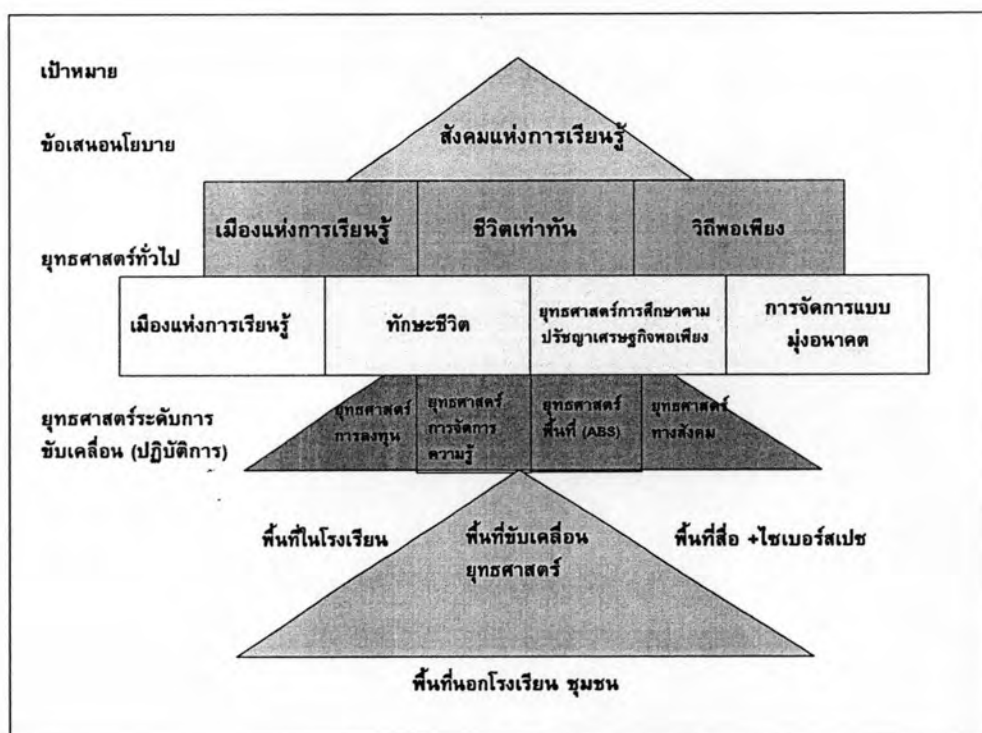 เป้าหมาย
ข้อเสนอนโยบาย
สังคมแห่งการเรียนรู้
เมืองแห่งการเรียนรู้
ชีวิตเท่าทัน
วิถีพอเพียง
ยุทธศาสตร์ทั่วไป
เมืองแห่งการเรียนรู้
ทักษะชีวิต
ยุทธศาสตร์การศึกษาตาม
ปรัชญาเศรษฐกิจพอเพียง
การจัดการแบบ
มุ่งอนาคต
ยุทธศาสตร์ระดับการ
ขับเคลื่อน (ปฏิบัติการ)
ยุทธศาสตร์
การลงทุน
ยุทธศาสตร์
การจัดการ
ความรู้
ยุทธศาสตร์
พื้นที่ (ABS)
ยุทธศาสตร์
ทางสังคม
พื้นที่ในโรงเรียน
พื้นที่ขับเคลื่อน
ยุทธศาสตร์
พื้นที่สื่อ +ไซเบอร์สเปซ
พื้นที่นอกโรงเรียน ชุมชน